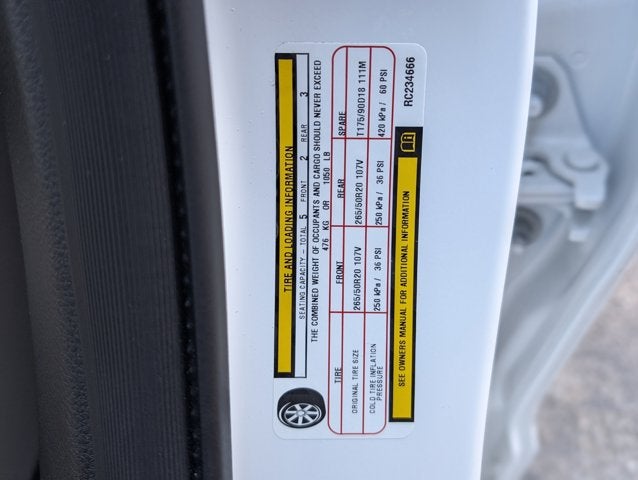 TIRE AND LOADING INFORMATION
SEATING CAPACITY - TOTAL 5 FRONT 2 REAR 3
THE COMBINED WEIGHT OF OCCUPANTS AND CARGO SHOULD NEVER EXCEED
476 KG OR 1050 LB
TIRE FRONT REAR SPARE
ORIGINAL TIRE SIZE 265/50R20 107V 265/50R20 107V T175/90D18 111M
COLD TIRE INFLATION
PRESSURE 250 kPa / 36 PSI 250 kPa / 36 PSI 420 kPa / 60 PSI
SEE OWNERS MANUAL FOR ADDITIONAL INFORMATION
RC234666